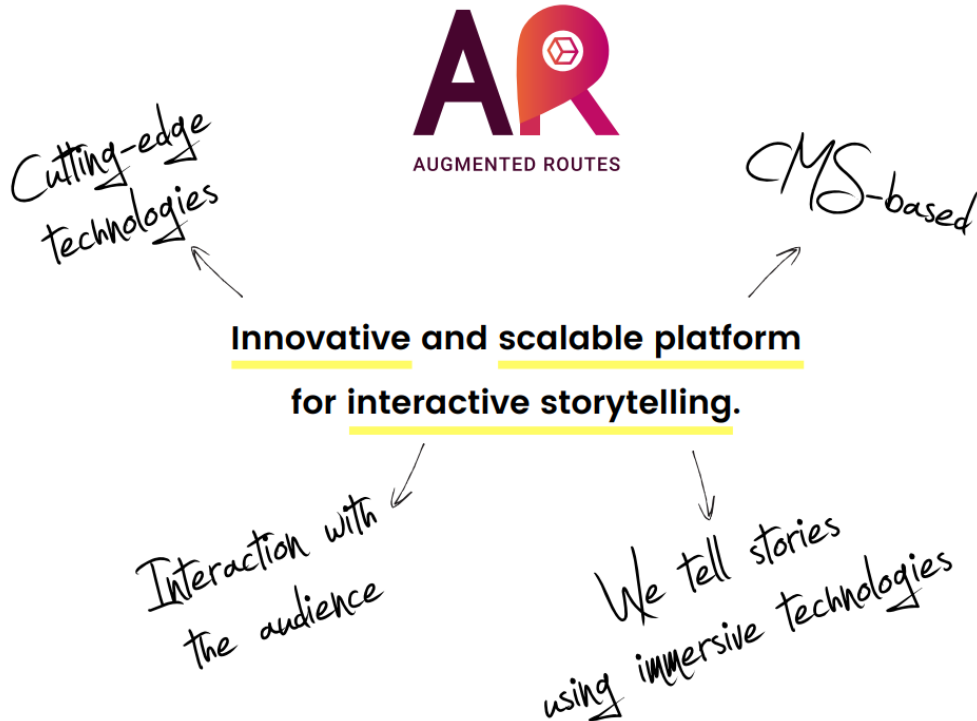 AR
AUGMENTED ROUTES
Cutting-edge
technologies
CMS-based
Innovative and scalable platform
for interactive storytelling.
Interaction with
the audience
We tell stories
using immersive technologies